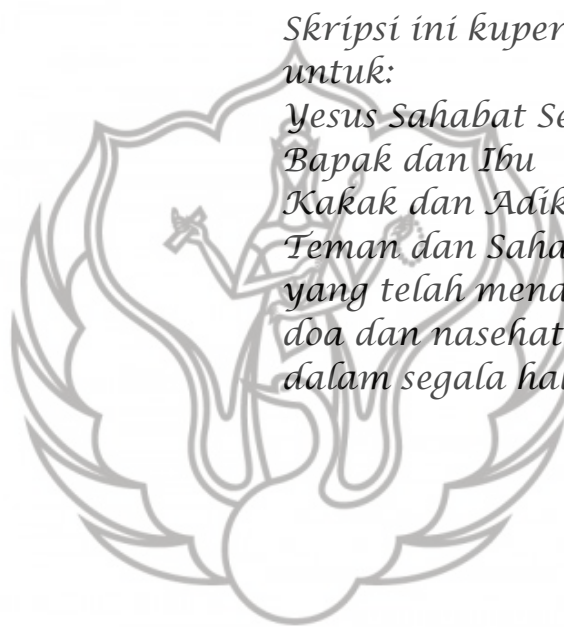 Skripsi ini kuper
untuk:
Yesus Sahabat Se
Bapak dan Ibu
Kakak dan Adik
Teman dan Saha
yang telah mena
doa dan nasehat
dalam segala hal